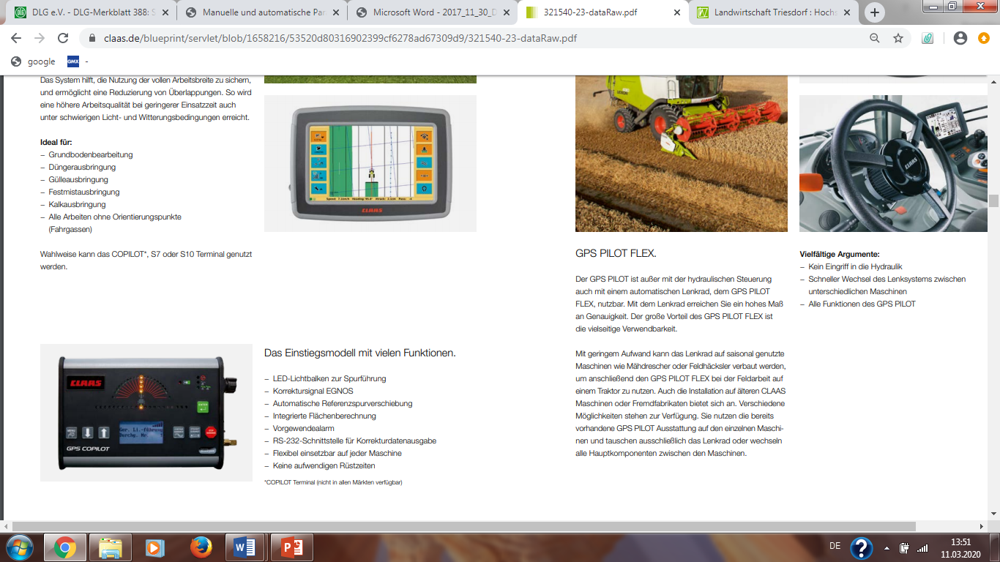 DLG e.V. - DLG-Merkblatt 388: S
Manuelle und automatische Par
Microsoft Word - 2017_11_30_D
321540-23-dataRaw.pdf
Landwirtschaft Triesdorf : Hochs
claas.de/blueprint/servlet/blob/1658216/53520d80316902399cf6278ad67309d9/321540-23-dataRaw.pdf
google
GMX
-
Das System hilft, die Nutzung der vollen Arbeitsbreite zu sichern,
und ermöglicht eine Reduzierung von Überlappungen. So wird
eine höhere Arbeitsqualität bei geringerer Einsatzzeit auch
unter schwierigen Licht- und Witterungsbedingungen erreicht.
Ideal für:
– Grundbodenbearbeitung
– Düngerausbringung
– Gülleausbringung
– Festmistausbringung
– Kalkausbringung
– Alle Arbeiten ohne Orientierungspunkte
(Fahrgassen)
Wahlweise kann das COPILOT*, S7 oder S10 Terminal genutzt
werden.
CLAAS
CLAAS
GPS COPILOT
Das Einstiegsmodell mit vielen Funktionen.
– LED-Lichtbalken zur Spurführung
– Korrektursignal EGNOS
– Automatische Referenzspurverschiebung
– Integrierte Flächenberechnung
– Vorgewendealarm
– RS-232-Schnittstelle für Korrekturdatenausgabe
– Flexibel einsetzbar auf jeder Maschine
– Keine aufwendigen Rüstzeiten
*COPILOT Terminal (nicht in allen Märkten verfügbar)
GPS PILOT FLEX.
Der GPS PILOT ist außer mit der hydraulischen Steuerung
auch mit einem automatischen Lenkrad, dem GPS PILOT
FLEX, nutzbar. Mit dem Lenkrad erreichen Sie ein hohes Maß
an Genauigkeit. Der große Vorteil des GPS PILOT FLEX ist
die vielseitige Verwendbarkeit.
Mit geringem Aufwand kann das Lenkrad auf saisonal genutzte
Maschinen wie Mähdrescher oder Feldhäcksler verbaut werden,
um anschließend den GPS PILOT FLEX bei der Feldarbeit auf
einem Traktor zu nutzen. Auch die Installation auf älteren CLAAS
Maschinen oder Fremdfabrikaten bietet sich an. Verschiedene
Möglichkeiten stehen zur Verfügung. Sie nutzen die bereits
vorhandene GPS PILOT Ausstattung auf den einzelnen Maschi-
nen und tauschen ausschließlich das Lenkrad oder wechseln
alle Hauptkomponenten zwischen den Maschinen.
CLAAS
Vielfältige Argumente:
– Kein Eingriff in die Hydraulik
– Schneller Wechsel des Lenksystems zwischen
unterschiedlichen Maschinen
– Alle Funktionen des GPS PILOT
DE
13:51
11.03.2020